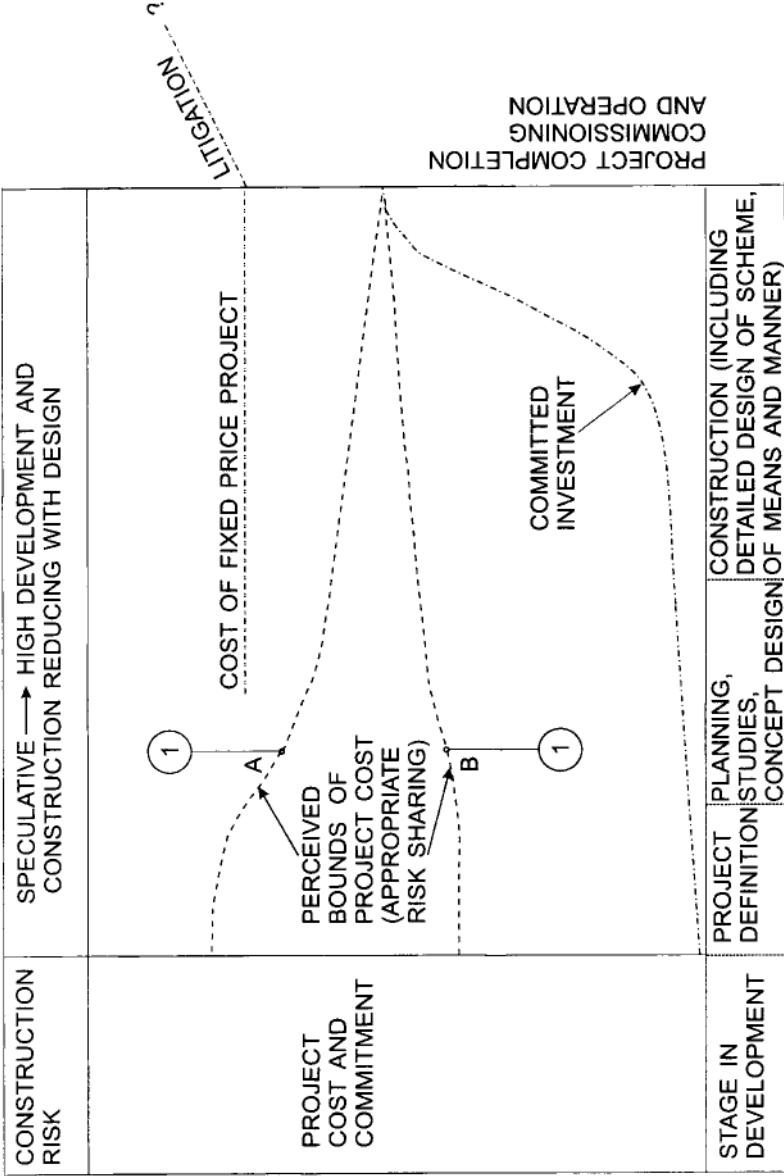 CONSTRUCTION
RISK
SPECULATIVE → HIGH DEVELOPMENT AND
CONSTRUCTION REDUCING WITH DESIGN
PROJECT
COST AND
COMMITMENT
1
A
PERCEIVED
BOUNDS OF
PROJECT COST
(APPROPRIATE
RISK SHARING)
B
1
COST OF FIXED PRICE PROJECT
COMMITTED
INVESTMENT
LITIGATION
?
PROJECT COMPLETION
COMMISSIONING
AND OPERATION
STAGE IN
DEVELOPMENT
PROJECT
DEFINITION
PLANNING,
STUDIES,
CONCEPT DESIGN
CONSTRUCTION (INCLUDING
DETAILED DESIGN OF SCHEME,
OF MEANS AND MANNER)